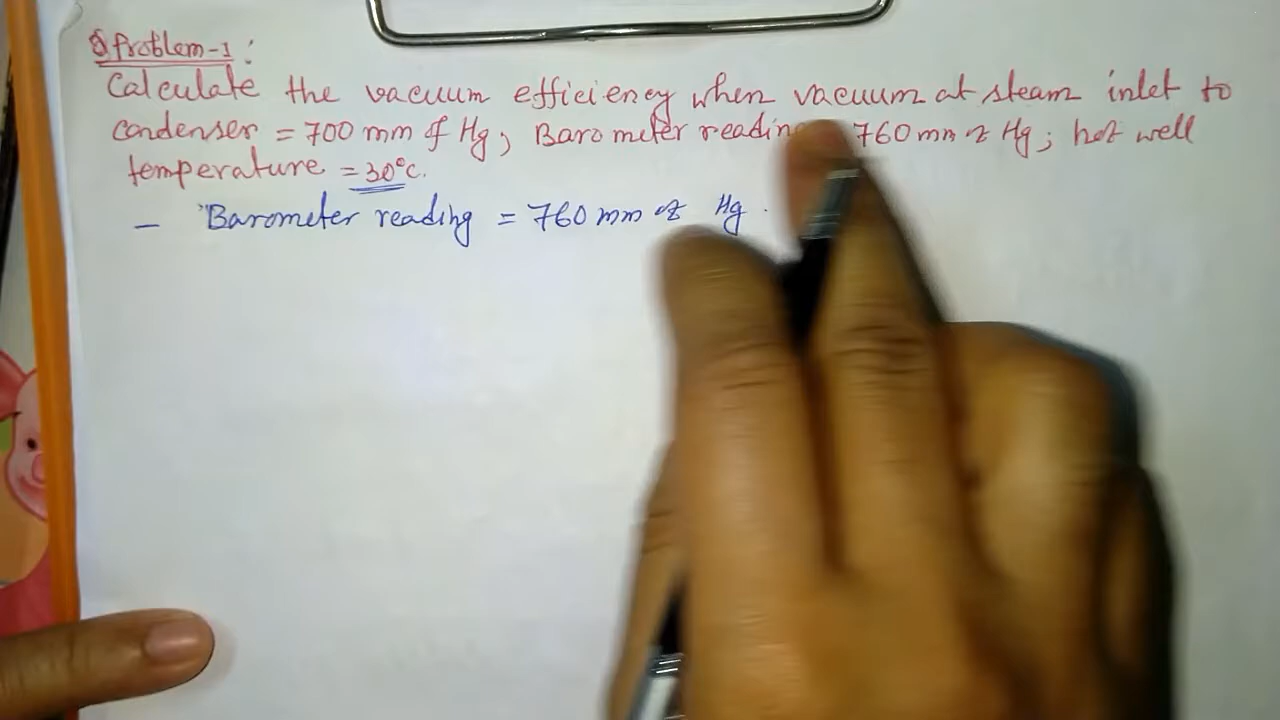 Problem-1:
Calculate the vacuum efficiency when vacuum at steam inlet to
condenser = 700 mm of Hg; Barometer reading 760 mm of Hg; hot well
temperature = 30°C.
- Barometer reading = 760 mm of Hg.